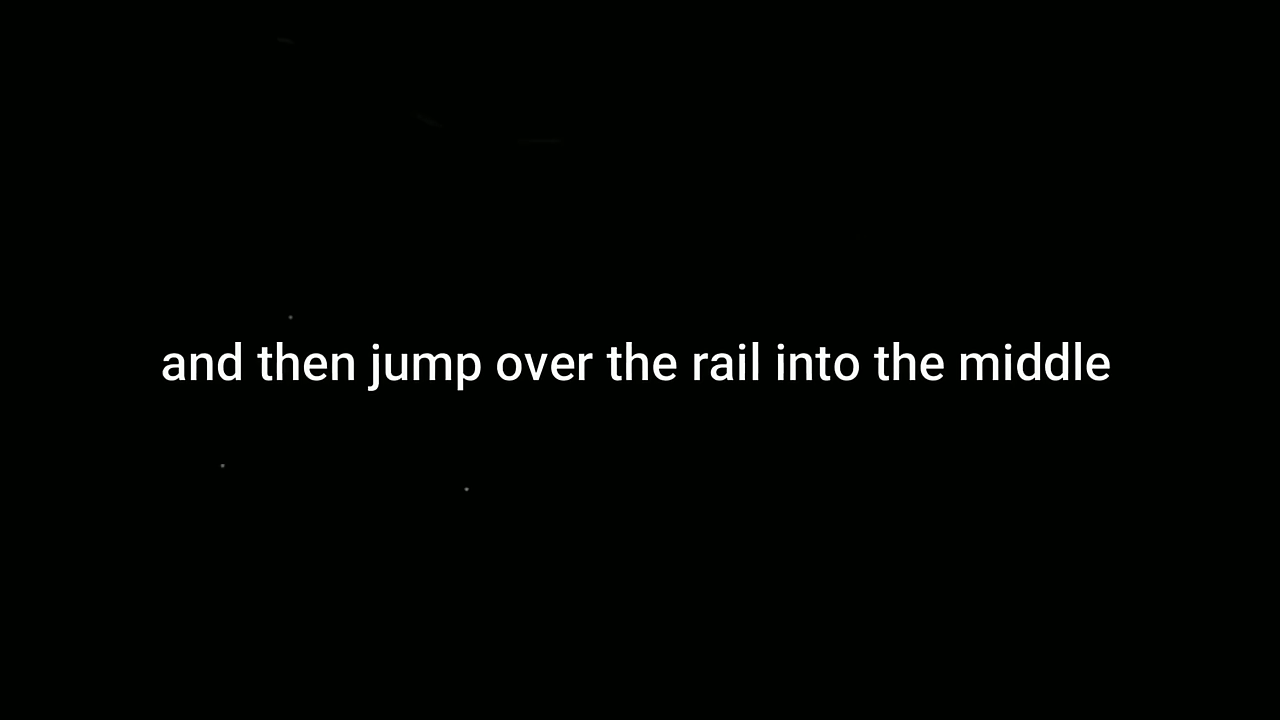 and then jump over the rail into the middle